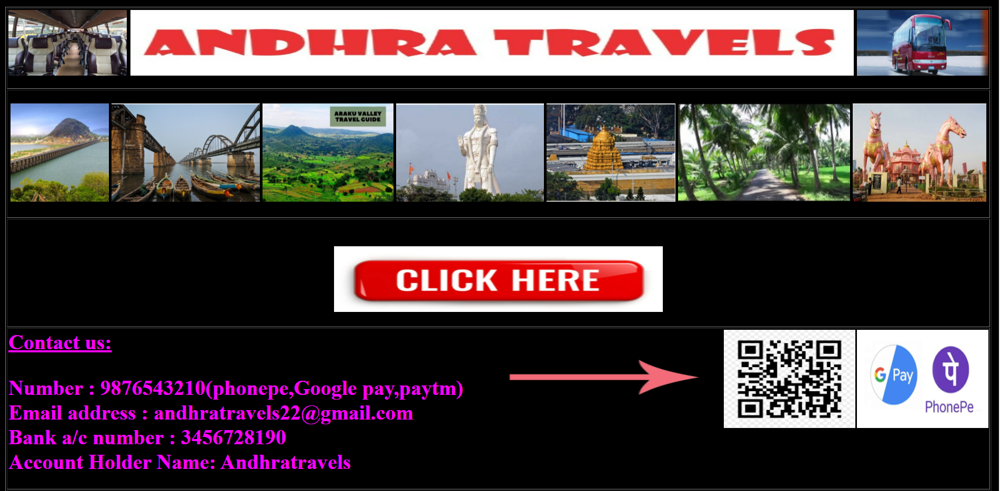 ANDHRA TRAVELS
ARAKU VALLEY
TRAVEL GUIDE
CLICK HERE
Contact us:
Number : 9876543210(phonepe,Google pay,paytm)
Email address : andhratravels22@gmail.com
Bank a/c number : 3456728190
Account Holder Name: Andhratravels
G Pay
पे
PhonePe